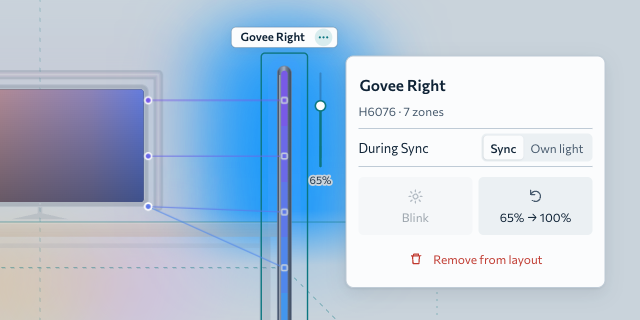 Govee Right
Govee Right
H6076 · 7 zones
During Sync
Sync
Own light
65%
Blink
65% → 100%
Remove from layout